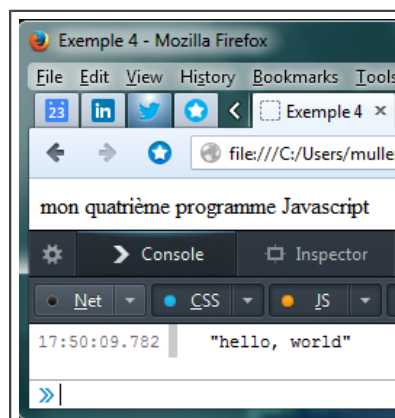 Exemple 4 - Mozilla Firefox
File Edit View History Bookmarks Tools
23 in Exemple 4 ×
file:///C:/Users/mulle
mon quatrième programme Javascript
Console Inspector
Net CSS JS
17:50:09.782 "hello, world"